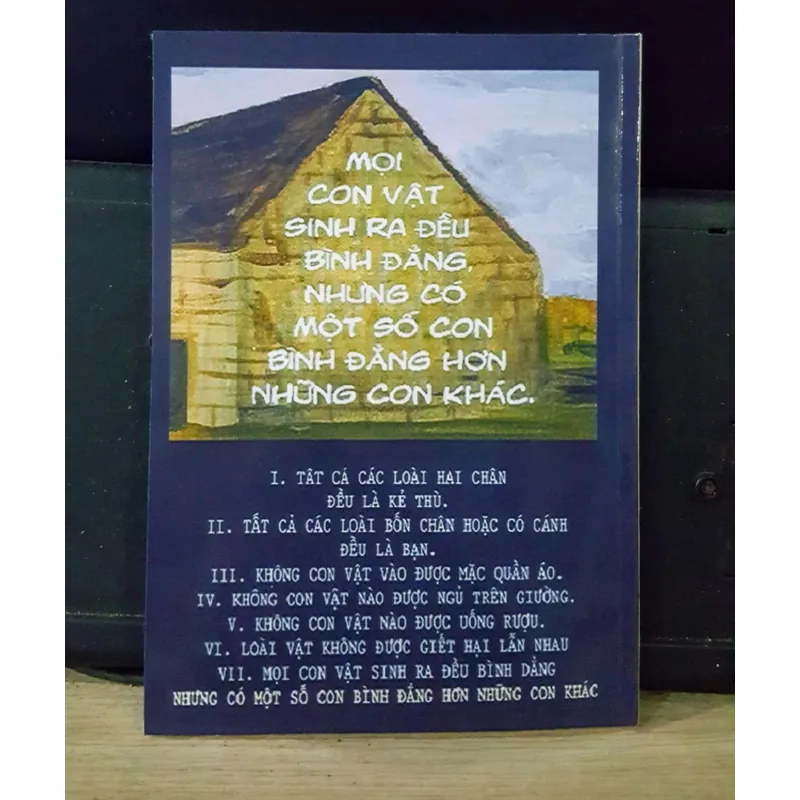 MỌI
CON VẬT
SINH RA ĐỀU
BÌNH ĐẲNG,
NHƯNG CÓ
MỘT SỐ CON
BÌNH ĐẲNG HƠN
NHỮNG CON KHÁC.
I. TẤT CẢ CÁC LOÀI HAI CHÂN
ĐỀU LÀ KẺ THÙ.
II. TẤT CẢ CÁC LOÀI BỐN CHÂN HOẶC CÓ CÁNH
ĐỀU LÀ BẠN.
III. KHÔNG CON VẬT VÀO ĐƯỢC MẶC QUẦN ÁO.
IV. KHÔNG CON VẬT NÀO ĐƯỢC NGỦ TRÊN GIƯỜNG.
V. KHÔNG CON VẬT NÀO ĐƯỢC UỐNG RƯỢU.
VI. LOÀI VẬT KHÔNG ĐƯỢC GIẾT HẠI LẪN NHAU
VII. MỌI CON VẬT SINH RA ĐỀU BÌNH ĐẲNG
NHƯNG CÓ MỘT SỐ CON BÌNH ĐẲNG HƠN NHỮNG CON KHÁC